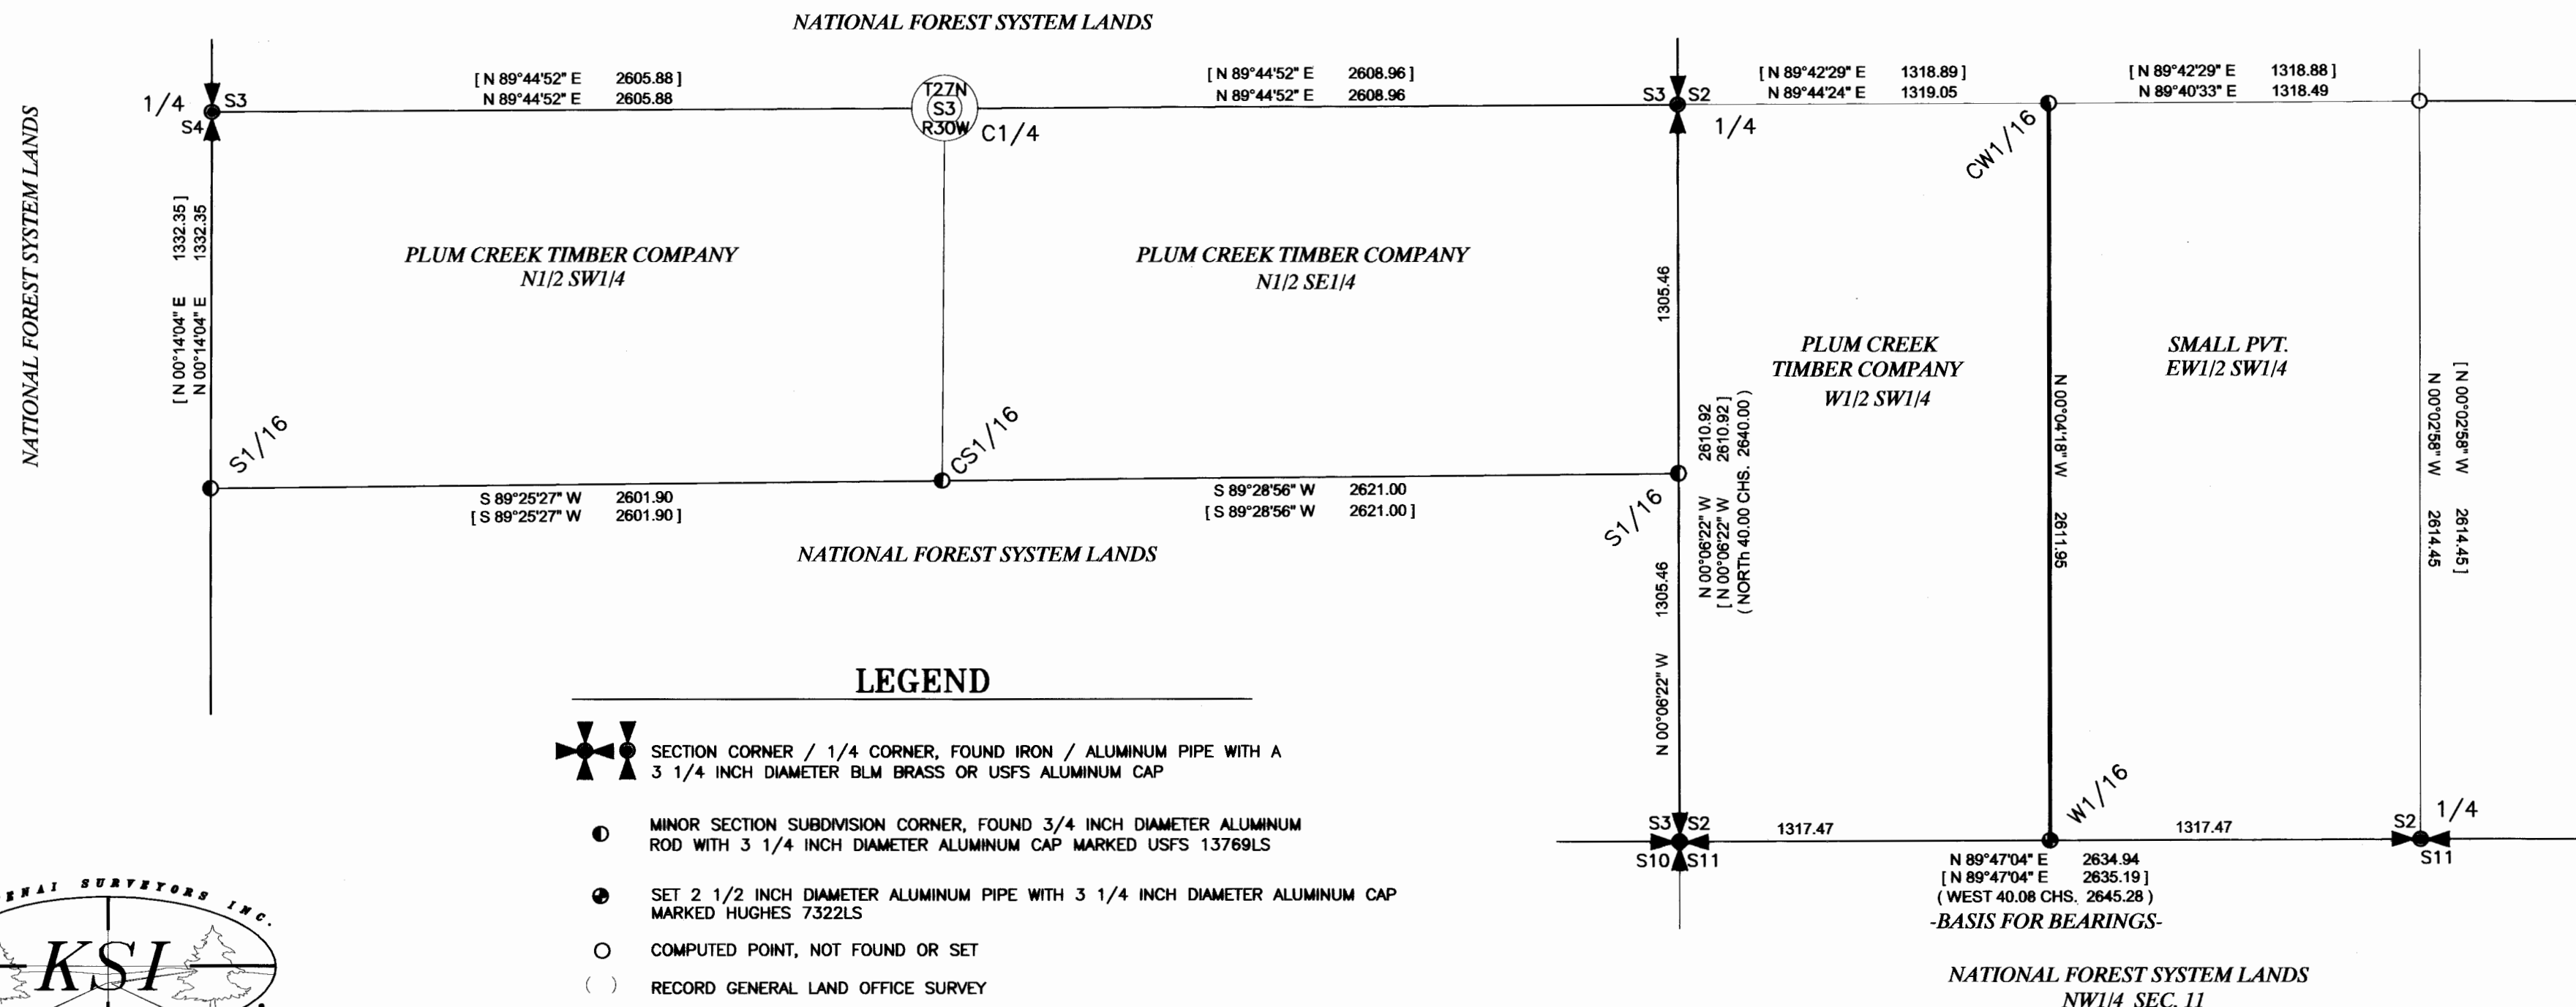 NATIONAL FOREST SYSTEM LANDS
NATIONAL FOREST SYSTEM LANDS
[ N 89°44'52" E 2605.88 ]
N 89°44'52" E 2605.88
[ N 89°44'52" E 2608.96 ]
N 89°44'52" E 2608.96
[ N 89°42'29" E 1318.89 ]
N 89°44'24" E 1319.05
[ N 89°42'29" E 1318.88 ]
N 89°40'33" E 1318.49
1/4
S3
S4
T27N
S3
R30W
C1/4
S3 S2
1/4
CW1/16
[ N 00°14'04" E 1332.35 ]
N 00°14'04" E 1332.35
PLUM CREEK TIMBER COMPANY
N1/2 SW1/4
PLUM CREEK TIMBER COMPANY
N1/2 SE1/4
1305.46
PLUM CREEK
TIMBER COMPANY
W1/2 SW1/4
SMALL PVT.
EW1/2 SW1/4
N 00°04'18" W 2611.95
N 00°02'58" W 2614.45
[ N 00°02'58" W 2614.45 ]
S1/16
CS1/16
S1/16
N 00°06'22" W 2610.92
[ N 00°06'22" W 2610.92 ]
( NORTh 40.00 CHS. 2640.00 )
S 89°25'27" W 2601.90
[ S 89°25'27" W 2601.90 ]
S 89°28'56" W 2621.00
[ S 89°28'56" W 2621.00 ]
NATIONAL FOREST SYSTEM LANDS
N 00°06'22" W 1305.46
LEGEND
SECTION CORNER / 1/4 CORNER, FOUND IRON / ALUMINUM PIPE WITH A
3 1/4 INCH DIAMETER BLM BRASS OR USFS ALUMINUM CAP
MINOR SECTION SUBDIVISION CORNER, FOUND 3/4 INCH DIAMETER ALUMINUM
ROD WITH 3 1/4 INCH DIAMETER ALUMINUM CAP MARKED USFS 13769LS
SET 2 1/2 INCH DIAMETER ALUMINUM PIPE WITH 3 1/4 INCH DIAMETER ALUMINUM CAP
MARKED HUGHES 7322LS
COMPUTED POINT, NOT FOUND OR SET
( ) RECORD GENERAL LAND OFFICE SURVEY
S3 S2
S10 S11
1317.47
W1/16
1317.47
S2
1/4
S11
N 89°47'04" E 2634.94
[ N 89°47'04" E 2635.19 ]
( WEST 40.08 CHS. 2645.28 )
-BASIS FOR BEARINGS-
NATIONAL FOREST SYSTEM LANDS
NW1/4 SEC. 11
SURVEYORS INC.
KSI